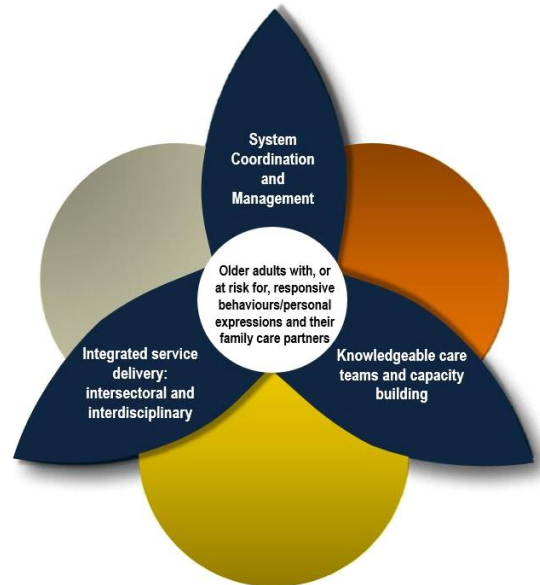 System
Coordination
and
Management
Older adults with, or
at risk for, responsive
behaviours/personal
expressions and their
family care partners
Integrated service
delivery:
intersectoral and
interdisciplinary
Knowledgeable care
teams and capacity
building